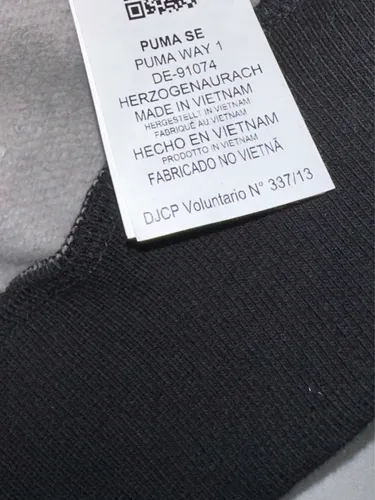 PUMA SE
PUMA WAY 1
DE-91074
HERZOGENAURACH
MADE IN VIETNAM
HERGESTELLT IN VIETNAM
FABRIQUÉ AU VIETNAM
HECHO EN VIETNAM
PRODOTTO IN VIETNAM
FABRICADO NO VIETNÃ
DJCP Voluntario N° 337/13